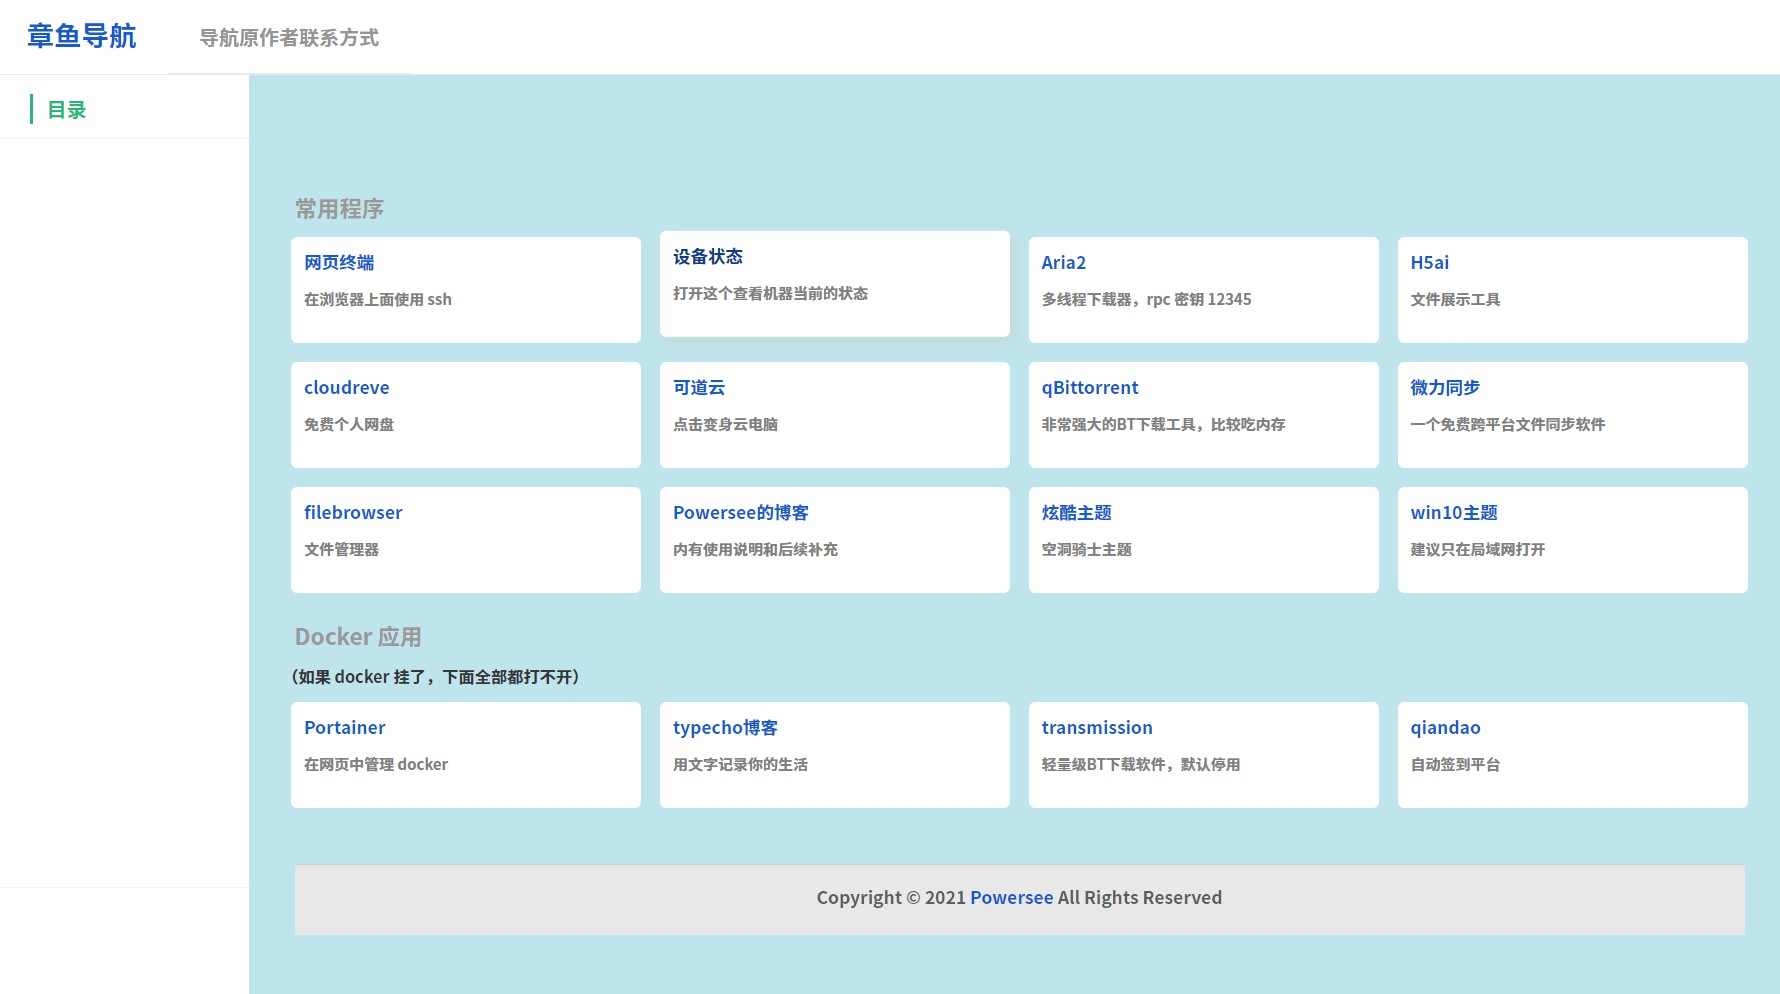 章鱼导航
导航原作者联系方式
目录
常用程序
网页终端
在浏览器上面使用 ssh
设备状态
打开这个查看机器当前的状态
Aria2
多线程下载器，rpc 密钥 12345
H5ai
文件展示工具
cloudreve
免费个人网盘
可道云
点击变身云电脑
qBittorrent
非常强大的BT下载工具，比较吃内存
微力同步
一个免费跨平台文件同步软件
filebrowser
文件管理器
Powersee的博客
内有使用说明和后续补充
炫酷主题
空洞骑士主题
win10主题
建议只在局域网打开
Docker 应用
（如果 docker 挂了，下面全部都打不开）
Portainer
在网页中管理 docker
typecho博客
用文字记录你的生活
transmission
轻量级BT下载软件，默认停用
qiandao
自动签到平台
Copyright © 2021 Powersee All Rights Reserved